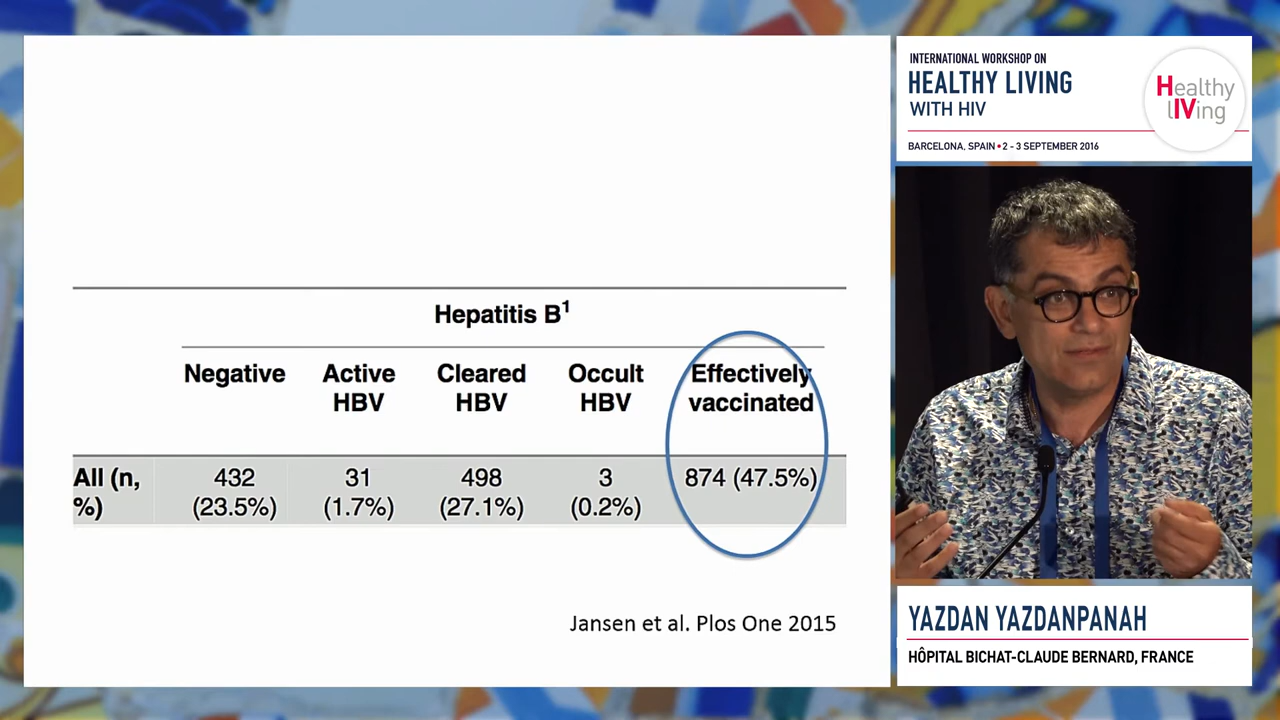 Hepatitis B¹
Negative
Active
HBV
Cleared
HBV
Occult
HBV
Effectively
vaccinated
All (n,
%)
432
(23.5%)
31
(1.7%)
498
(27.1%)
3
(0.2%)
874 (47.5%)
Jansen et al. Plos One 2015
INTERNATIONAL WORKSHOP ON
HEALTHY LIVING
WITH HIV
BARCELONA, SPAIN • 2 - 3 SEPTEMBER 2016
Healthy
lIVing
YAZDAN YAZDANPANAH
HÔPITAL BICHAT-CLAUDE BERNARD, FRANCE